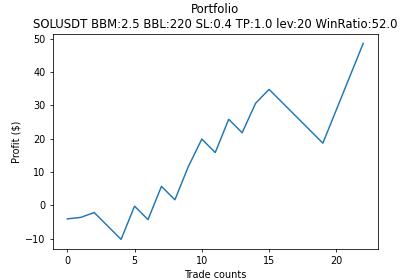 Portfolio
SOLUSDT BBM:2.5 BBL:220 SL:0.4 TP:1.0 lev:20 WinRatio:52.0
50
40
30
20
10
0
−10
Profit ($)
0 5 10 15 20
Trade counts